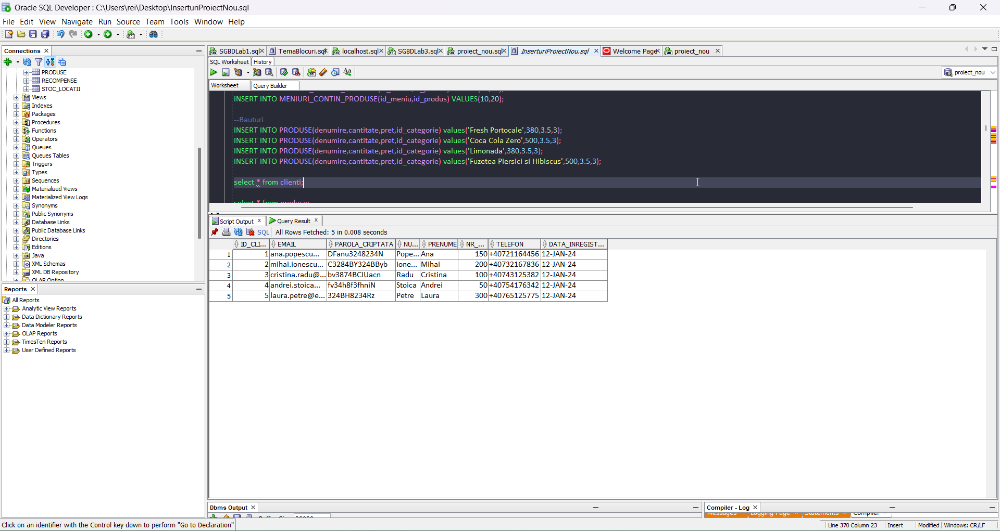 Oracle SQL Developer : C:\Users\rei\Desktop\InserturiProiectNou.sql
File Edit View Navigate Run Source Team Tools Window Help
Connections
PRODUSE
RECOMPENSE
STOC_LOCATII
Views
Indexes
Packages
Procedures
Functions
Operators
Queues
Queues Tables
Triggers
Types
Sequences
Materialized Views
Materialized View Logs
Synonyms
Public Synonyms
Database Links
Public Database Links
Directories
Editions
Java
XML Schemas
XML DB Repository
OLAP Option
Reports
All Reports
Analytic View Reports
Data Dictionary Reports
Data Modeler Reports
OLAP Reports
TimesTen Reports
User Defined Reports
SGBDLab1.sql TemaBlocuri.sql localhost.sql SGBDLab3.sql proiect_nou.sql InserturiProiectNou.sql Welcome Page proiect_nou
SQL Worksheet History
proiect_nou
Worksheet Query Builder
INSERT INTO MENIURI_CONTIN_PRODUSE(id_meniu,id_produs) VALUES(10,20);
--Bauturi
INSERT INTO PRODUSE(denumire,cantitate,pret,id_categorie) values('Fresh Portocale',380,3.5,3);
INSERT INTO PRODUSE(denumire,cantitate,pret,id_categorie) values('Coca Cola Zero',500,3.5,3);
INSERT INTO PRODUSE(denumire,cantitate,pret,id_categorie) values('Limonada',380,3.5,3);
INSERT INTO PRODUSE(denumire,cantitate,pret,id_categorie) values('Fuzetea Piersici si Hibiscus',500,3.5,3);
select * from clienti;
select * from produse;
Script Output Query Result
SQL All Rows Fetched: 5 in 0.008 seconds
ID_CLI... EMAIL PAROLA_CRIPTATA NU... PRENUME NR_... TELEFON DATA_INREGIST...
1 1 ana.popescu... DFanu3248234N Pope... Ana 150 +40721164456 12-JAN-24
2 2 mihai.ionescu... C3284BY324BByb Ione... Mihai 200 +40732167836 12-JAN-24
3 3 cristina.radu@... bv3874BCIUacn Radu Cristina 100 +40743125382 12-JAN-24
4 4 andrei.stoica... fv34h8f3fhniN Stoica Andrei 50 +40754176342 12-JAN-24
5 5 laura.petre@e... 324BH8234Rz Petre Laura 300 +40765125775 12-JAN-24
Dbms Output
Compiler - Log
Messages Logging Page Statements Compiler
Click on an identifier with the Control key down to perform "Go to Declaration"
Line 370 Column 23 Insert Modified Windows: CR/LF